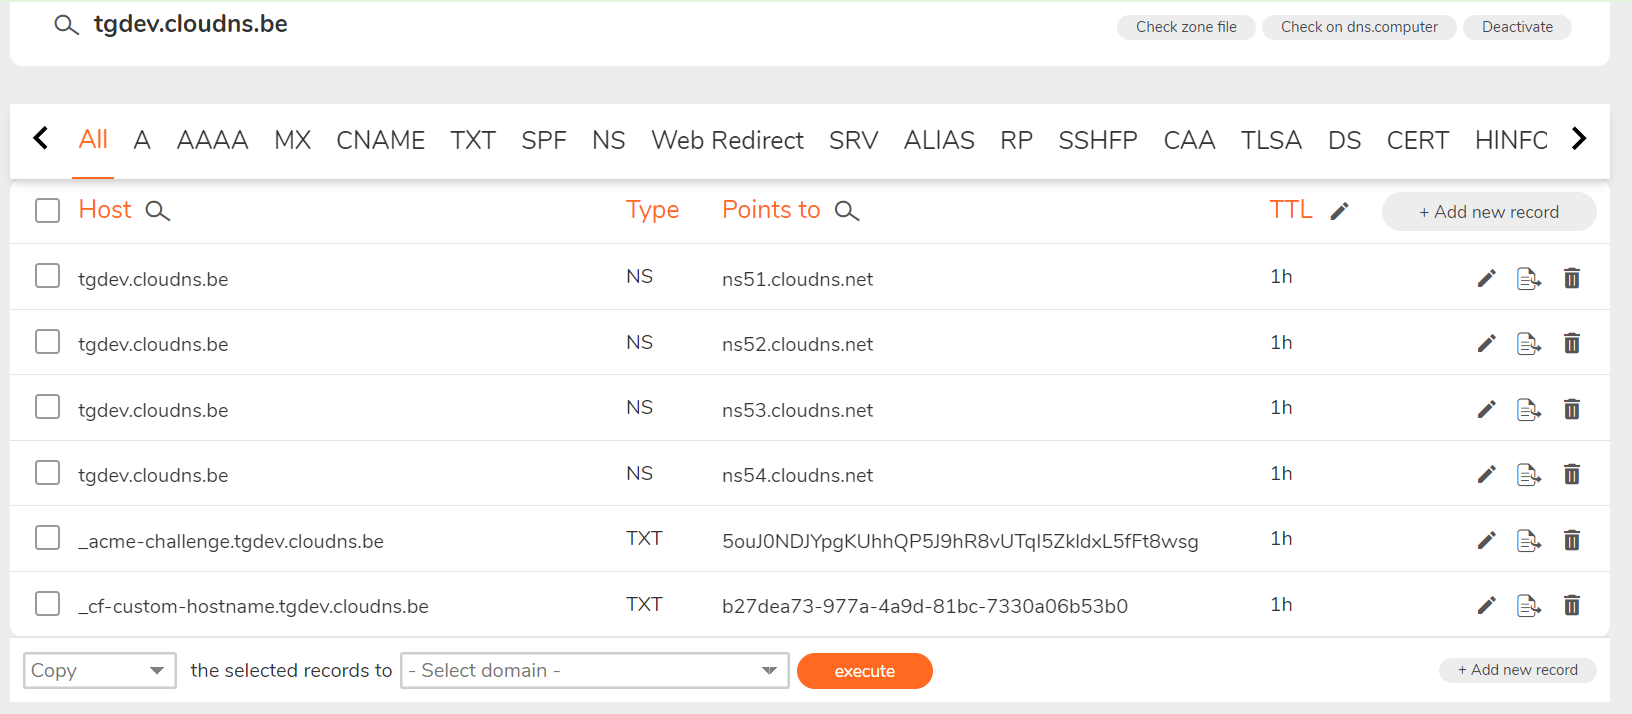 tgdev.cloudns.be
Check zone file Check on dns.computer Deactivate
All A AAAA MX CNAME TXT SPF NS Web Redirect SRV ALIAS RP SSHFP CAA TLSA DS CERT HINFO
Host Type Points to TTL + Add new record
tgdev.cloudns.be NS ns51.cloudns.net 1h
tgdev.cloudns.be NS ns52.cloudns.net 1h
tgdev.cloudns.be NS ns53.cloudns.net 1h
tgdev.cloudns.be NS ns54.cloudns.net 1h
_acme-challenge.tgdev.cloudns.be TXT 5ouJ0NDJYpgKUhhQP5J9hR8vUTqI5ZkldxL5fFt8wsg 1h
_cf-custom-hostname.tgdev.cloudns.be TXT b27dea73-977a-4a9d-81bc-7330a06b53b0 1h
Copy the selected records to - Select domain - execute + Add new record